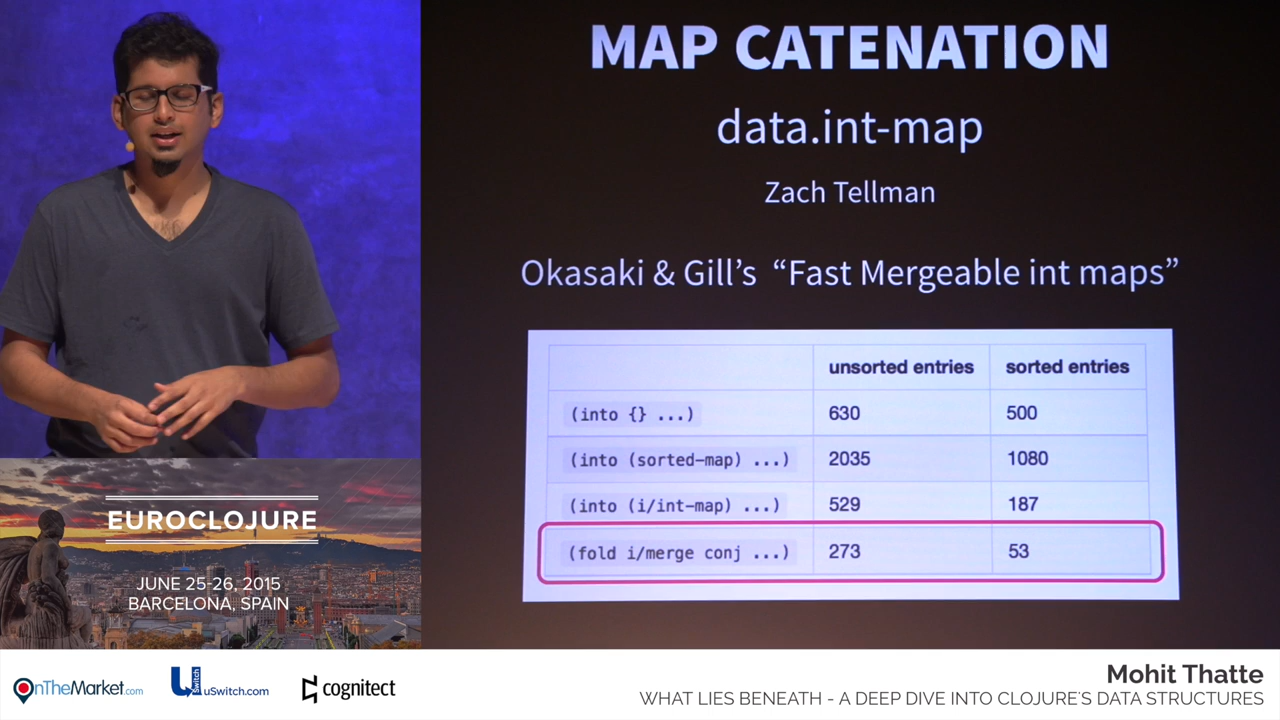 MAP CATENATION
data.int-map
Zach Tellman
Okasaki & Gill's “Fast Mergeable int maps”
unsorted entries sorted entries
(into {} ...) 630 500
(into (sorted-map) ...) 2035 1080
(into (i/int-map) ...) 529 187
(fold i/merge conj ...) 273 53
EUROCLOJURE
JUNE 25-26, 2015
BARCELONA, SPAIN
OnTheMarket.com
uSwitch
uSwitch.com
cognitect
Mohit Thatte
WHAT LIES BENEATH - A DEEP DIVE INTO CLOJURE'S DATA STRUCTURES